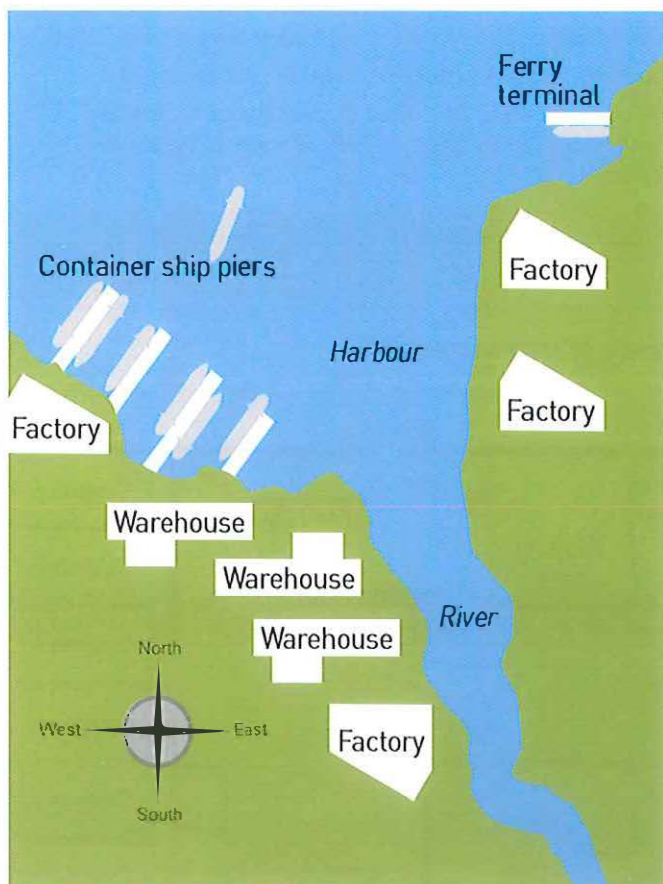 Ferry
terminal
Factory
Container ship piers
Harbour
Factory
Factory
Warehouse
Warehouse
River
Warehouse
North
West
East
Factory
South